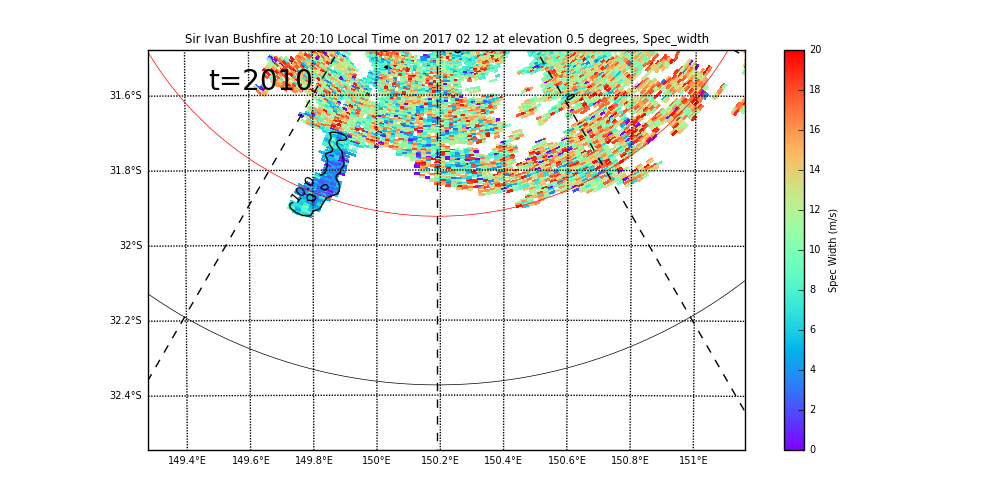 Sir Ivan Bushfire at 20:10 Local Time on 2017 02 12 at elevation 0.5 degrees, Spec_width
t=2010
31.6°S
31.8°S
32°S
32.2°S
32.4°S
149.4°E 149.6°E 149.8°E 150°E 150.2°E 150.4°E 150.6°E 150.8°E 151°E
20
18
16
14
12
10
8
6
4
2
0
Spec Width (m/s)